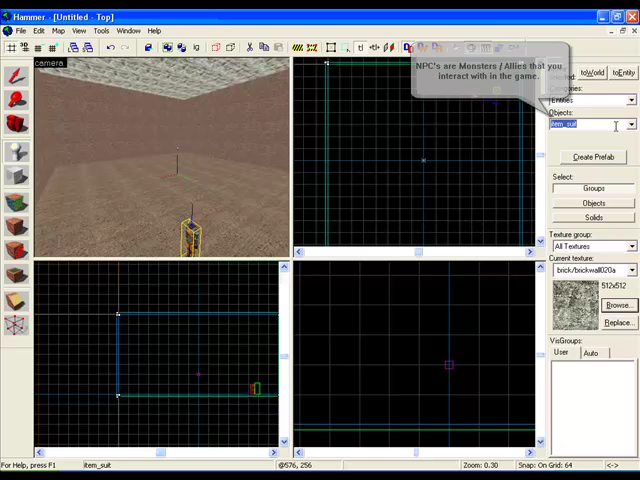 Hammer - [Untitled - Top]
File Edit Map View Tools Window Help
camera
NPC's are Monsters / Allies that you
interact with in the game.
toWorld toEntity
Categories:
Entities
Objects:
item_suit
Create Prefab
Select:
Groups
Objects
Solids
Texture group:
All Textures
Current texture:
brick/brickwall020a
512x512
Browse...
Replace...
VisGroups:
User Auto
For Help, press F1 item_suit @576, 256 Zoom: 0.30 Snap: On Grid: 64 <->